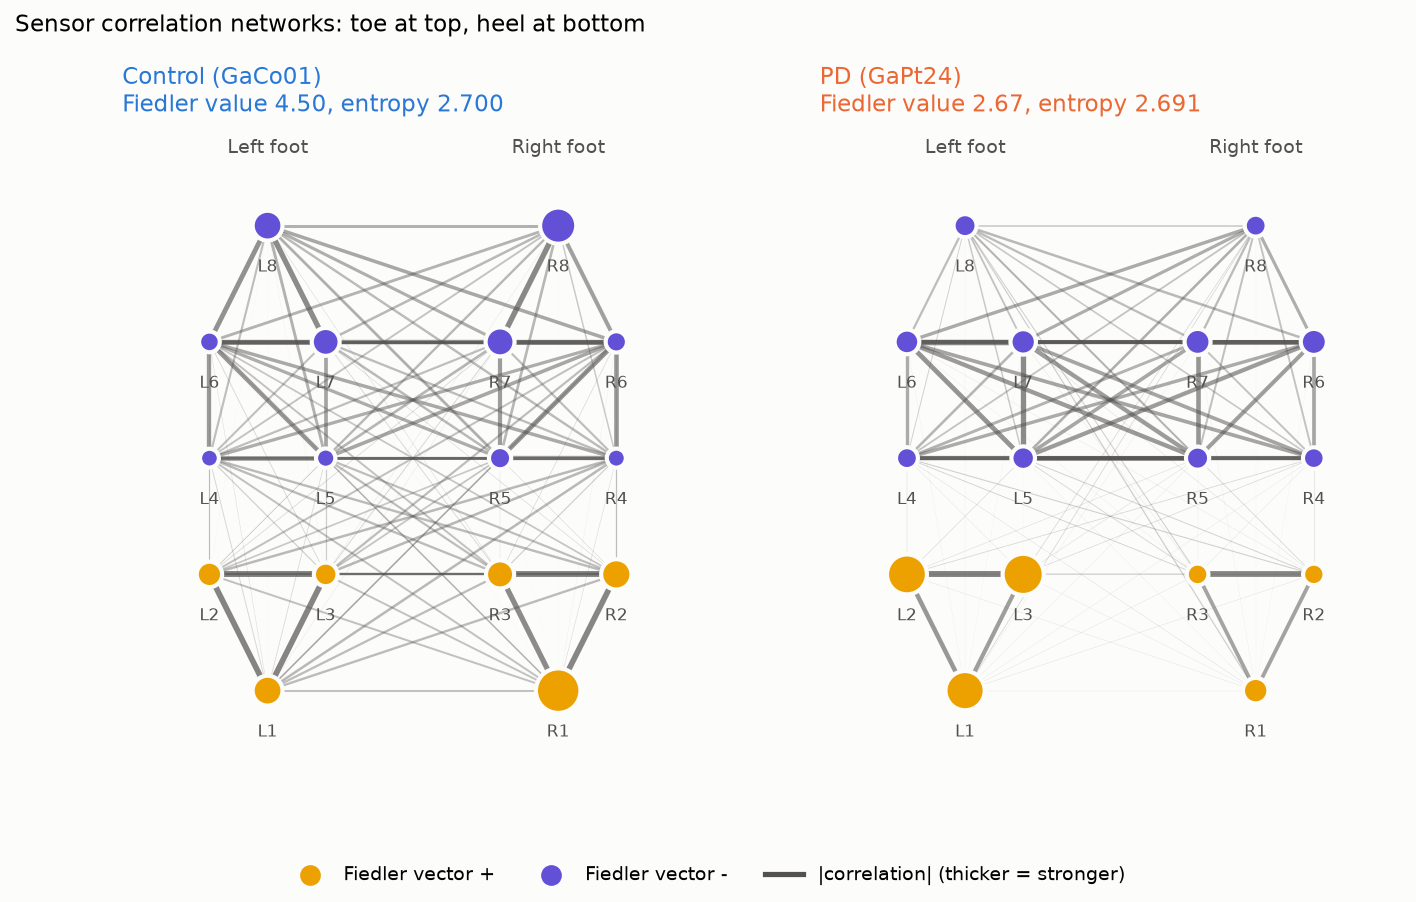 Sensor correlation networks: toe at top, heel at bottom
Control (GaCo01)
Fiedler value 4.50, entropy 2.700
Left foot Right foot
L8 R8
L6 L7 R7 R6
L4 L5 R5 R4
L2 L3 R3 R2
L1 R1
PD (GaPt24)
Fiedler value 2.67, entropy 2.691
Left foot Right foot
L8 R8
L6 L7 R7 R6
L4 L5 R5 R4
L2 L3 R3 R2
L1 R1
Fiedler vector + Fiedler vector - |correlation| (thicker = stronger)